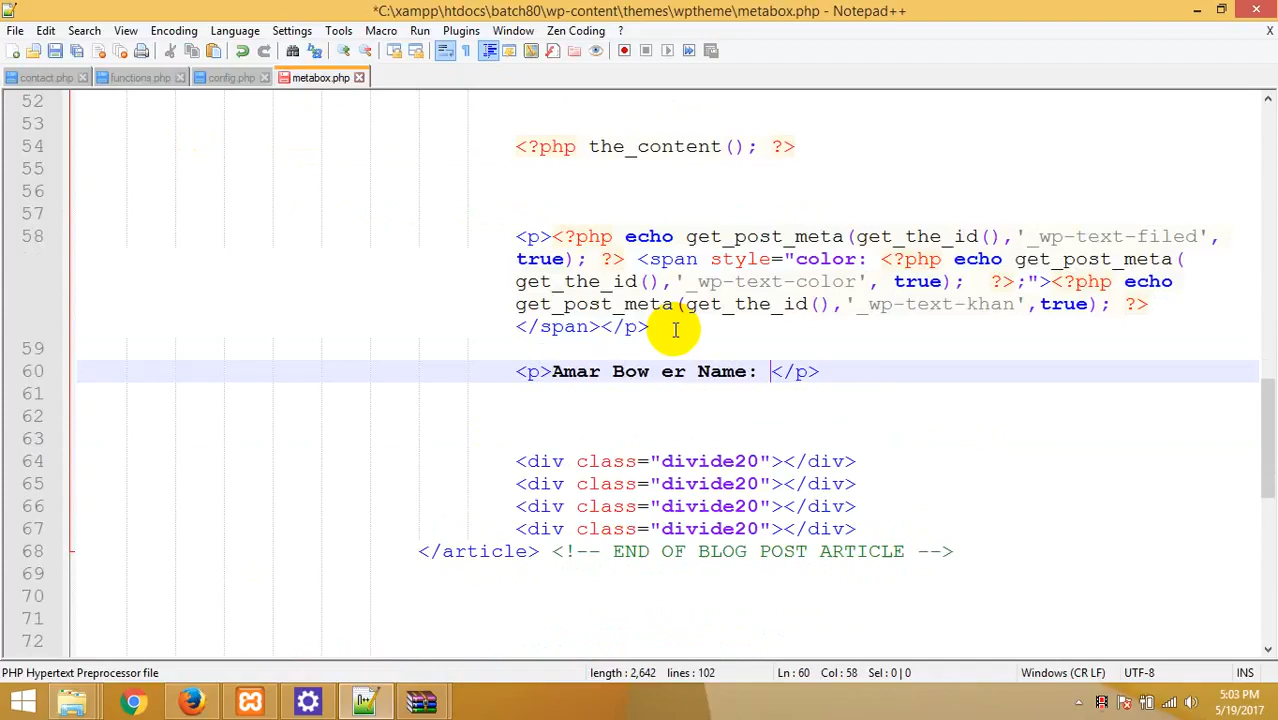 *C:\xampp\htdocs\batch80\wp-content\themes\wptheme\metabox.php - Notepad++
File Edit Search View Encoding Language Settings Tools Macro Run Plugins Window Zen Coding ? X
contact.php functions.php config.php metabox.php
52
53
54 <?php the_content(); ?>
55
56
57
58 <p><?php echo get_post_meta(get_the_id(),'_wp-text-filed',
true); ?> <span style="color: <?php echo get_post_meta(
get_the_id(),'_wp-text-color', true);  ?>;"><?php echo
get_post_meta(get_the_id(),'_wp-text-khan',true); ?>
</span></p>
59
60 <p>Amar Bow er Name: </p>
61
62
63
64 <div class="divide20"></div>
65 <div class="divide20"></div>
66 <div class="divide20"></div>
67 <div class="divide20"></div>
68 </article> <!-- END OF BLOG POST ARTICLE -->
69
70
71
72
PHP Hypertext Preprocessor file length : 2,642 lines : 102 Ln : 60 Col : 58 Sel : 0 | 0 Windows (CR LF) UTF-8 INS
5:03 PM
5/19/2017